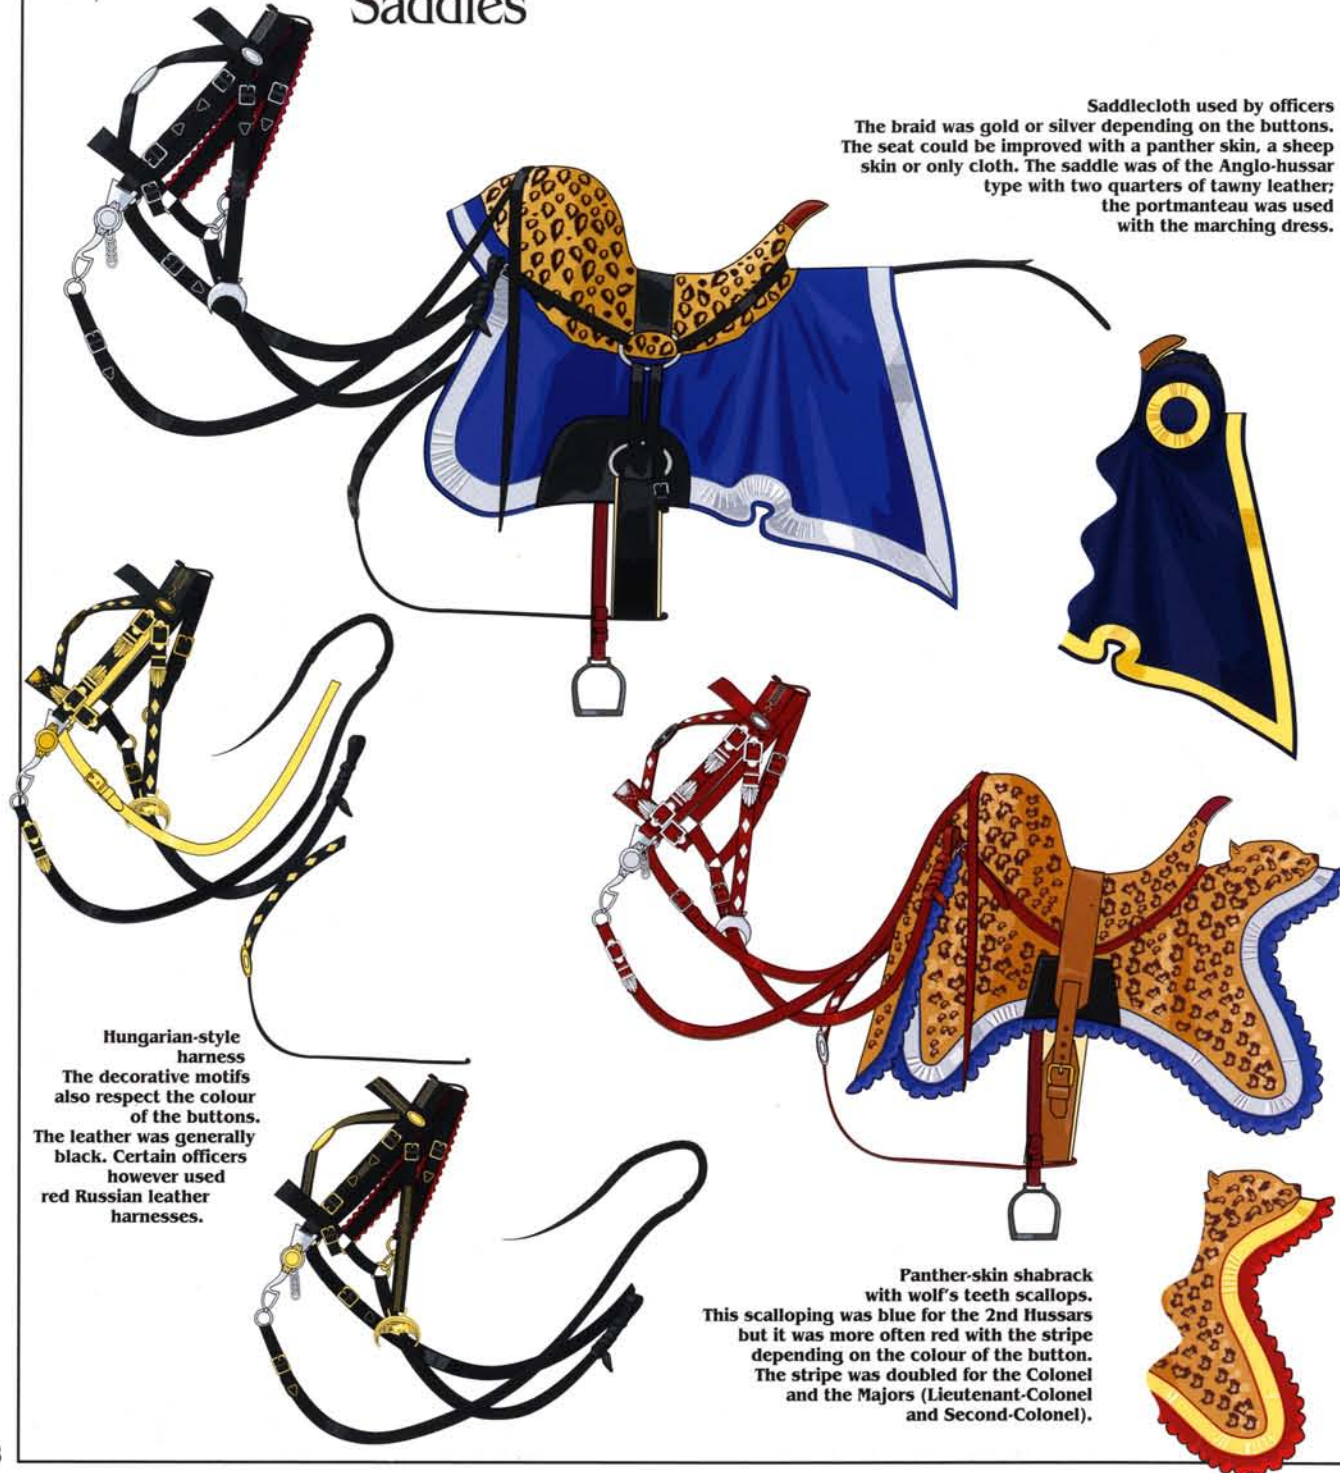 Saddles
Saddlecloth used by officers
The braid was gold or silver depending on the buttons.
The seat could be improved with a panther skin, a sheep
skin or only cloth. The saddle was of the Anglo-hussar
type with two quarters of tawny leather;
the portmanteau was used
with the marching dress.
Hungarian-style
harness
The decorative motifs
also respect the colour
of the buttons.
The leather was generally
black. Certain officers
however used
red Russian leather
harnesses.
Panther-skin shabrack
with wolf's teeth scallops.
This scalloping was blue for the 2nd Hussars
but it was more often red with the stripe
depending on the colour of the button.
The stripe was doubled for the Colonel
and the Majors (Lieutenant-Colonel
and Second-Colonel).